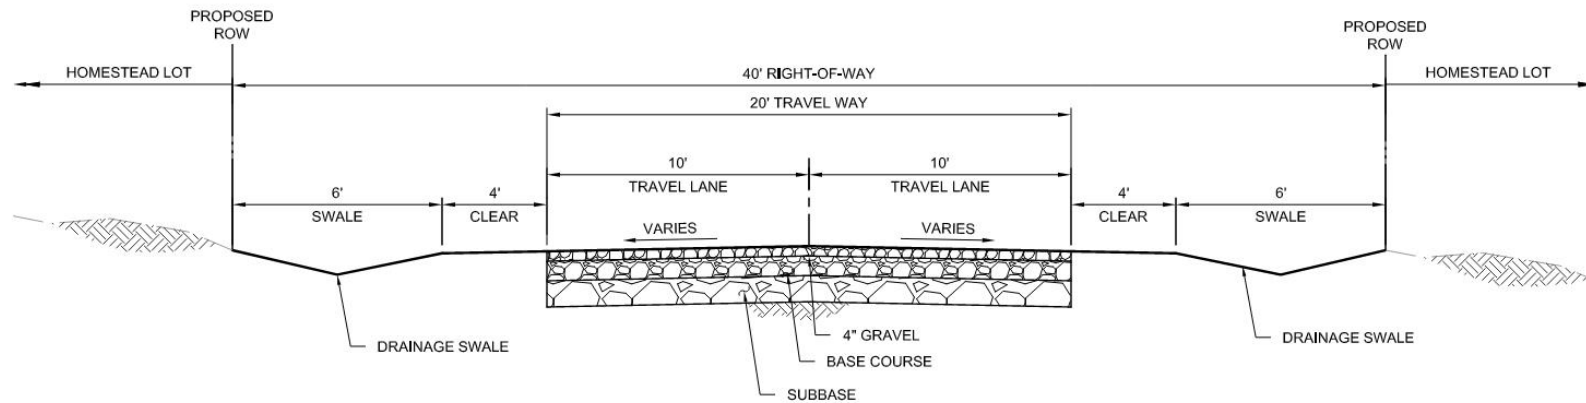 PROPOSED
ROW
PROPOSED
ROW
HOMESTEAD LOT
40' RIGHT-OF-WAY
HOMESTEAD LOT
20' TRAVEL WAY
10'
TRAVEL LANE
10'
TRAVEL LANE
6'
SWALE
4'
CLEAR
4'
CLEAR
6'
SWALE
VARIES
VARIES
DRAINAGE SWALE
4" GRAVEL
DRAINAGE SWALE
BASE COURSE
SUBBASE